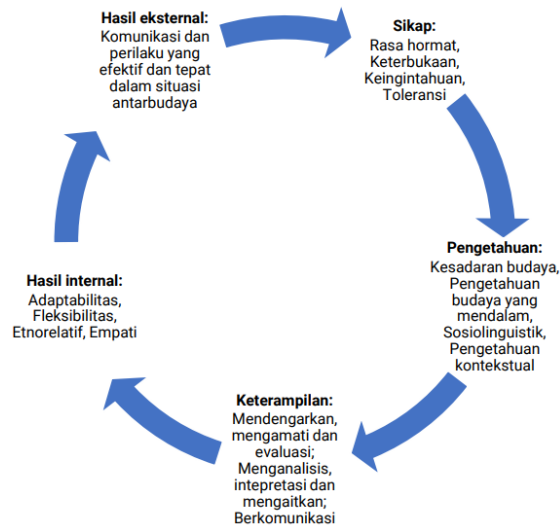 Hasil eksternal:
Komunikasi dan
perilaku yang
efektif dan tepat
dalam situasi
antarbudaya
Sikap:
Rasa hormat,
Keterbukaan,
Keingintahuan,
Toleransi
Pengetahuan:
Kesadaran budaya,
Pengetahuan
budaya yang
mendalam,
Sosiolinguistik,
Pengetahuan
kontekstual
Keterampilan:
Mendengarkan,
mengamati dan
evaluasi;
Menganalisis,
intepretasi dan
mengaitkan;
Berkomunikasi
Hasil internal:
Adaptabilitas,
Fleksibilitas,
Etnorelatif, Empati